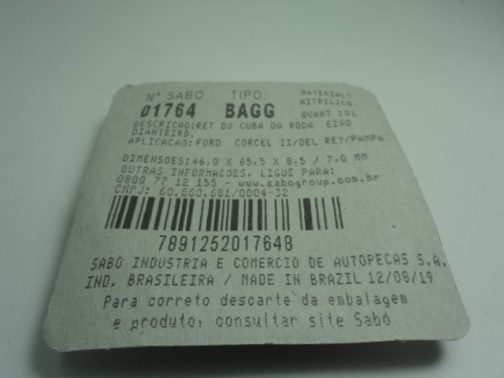 Nº SABO TIPO: MATERIAL:
01764 BAGG NITRILICO
QUANT 101
DESCRICAO:RET DO CUBA DA RODA EIXO
DIANTEIRO.
APLICACAO:FORD CORCEL II/DEL REY/PAMPA
DIMENSOES:46,0 X 65,5 X 8,5 / 7,0 MM
OUTRAS INFORMACOES, LIGUE PARA:
0800 77 12 155 - www.sabogroup.com.br
CNPJ: 60.860.681/0004-32
7891252017648
SABO INDUSTRIA E COMERCIO DE AUTOPECAS S.A.
IND. BRASILEIRA / MADE IN BRAZIL 12/08/19
Para correto descarte da embalagem
e produto, consultar site Sabó